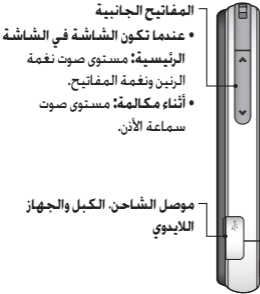 المفاتيح الجانبية
• عندما تكون الشاشة في الشاشة
الرئيسية: مستوى صوت نغمة
الرنين ونغمة المفاتيح.
• أثناء مكالمة: مستوى صوت
سماعة الأذن.
موصل الشاحن، الكبل والجهاز
اللايدوي